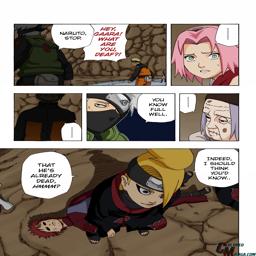 NARUTO,
STOP.
HEY,
GAARA!
WHAT
ARE
YOU,
DEAF?!
!
!
!
YOU
KNOW
FULL
WELL..
!
THAT
HE'S
ALREADY
DEAD,
HMMM?
INDEED,
I
SHOULD
THINK
YOU'D
KNOW..